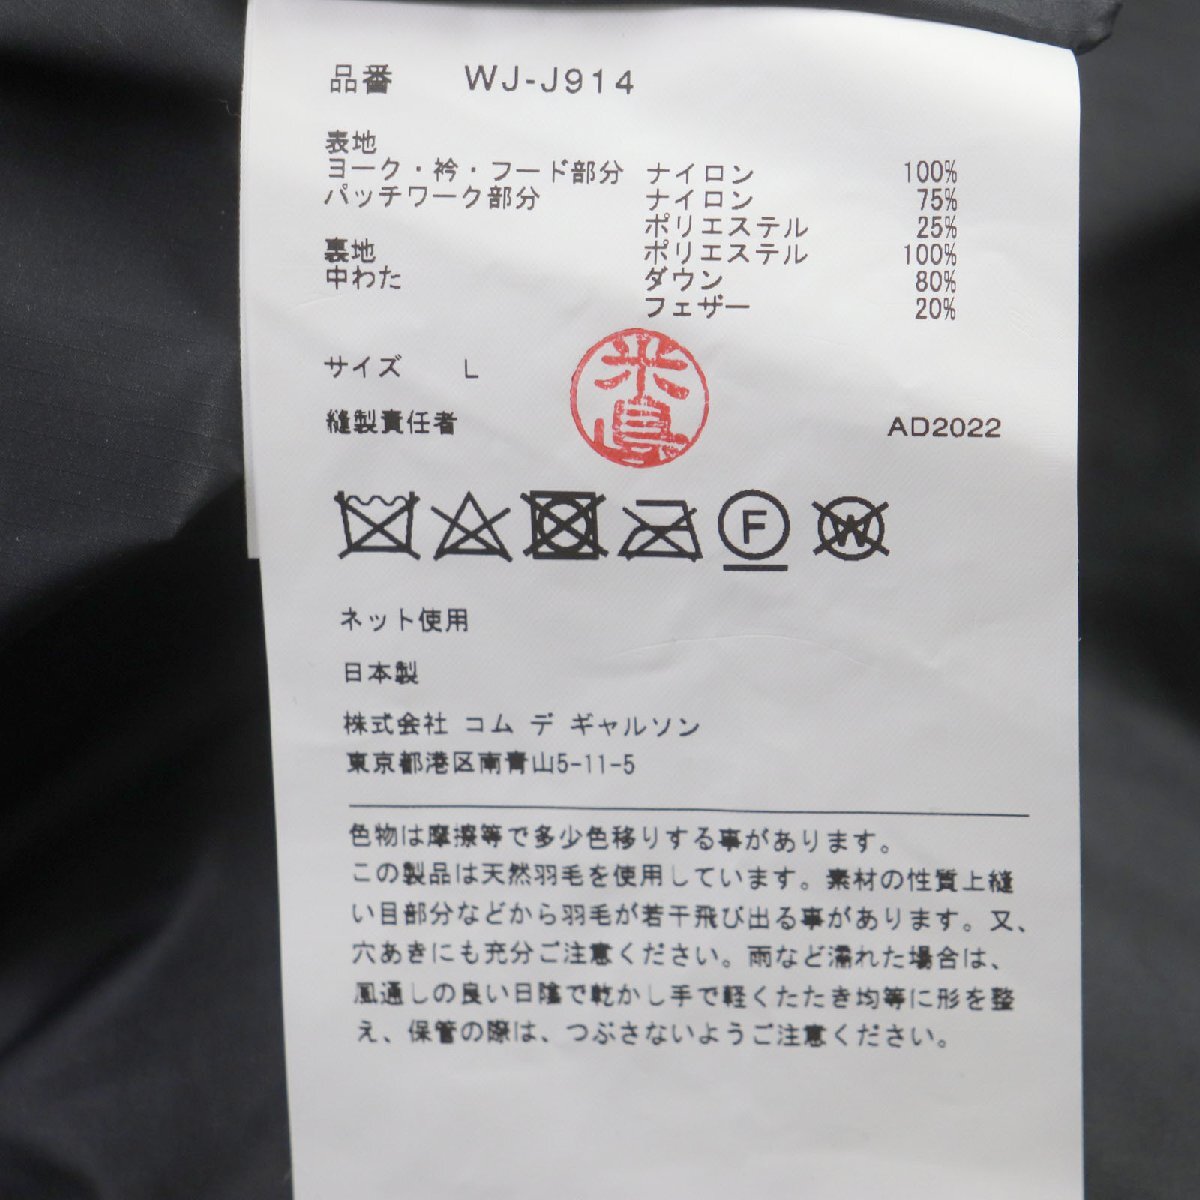 品番 WJ-J914
表地
ヨーク・衿・フード部分 ナイロン 100%
パッチワーク部分 ナイロン 75%
ポリエステル 25%
裏地 ポリエステル 100%
中わた ダウン 80%
フェザー 20%
サイズ L
縫製責任者 AD2022
F W
ネット使用
日本製
株式会社 コム デ ギャルソン
東京都港区南青山5-11-5
色物は摩擦等で多少色移りする事があります。
この製品は天然羽毛を使用しています。素材の性質上縫
い目部分などから羽毛が若干飛び出る事があります。又、
穴あきにも充分ご注意ください。雨など濡れた場合は、
風通しの良い日陰で乾かし手で軽くたたき均等に形を整
え、保管の際は、つぶさないようご注意ください。